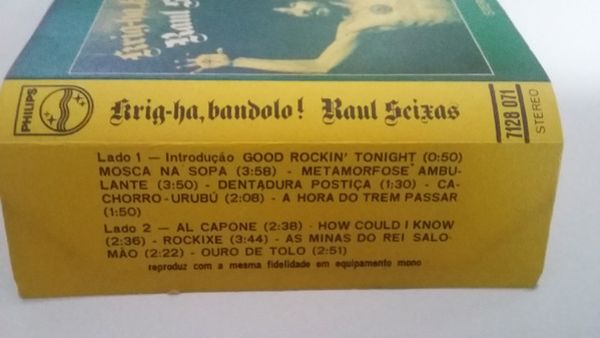 Krig-ha, b
Raul S
STEREO
PHILIPS
Krig-ha, bandolo! Raul Seixas
7128 071
STEREO
Lado 1 — Introdução GOOD ROCKIN' TONIGHT (0:50)
MOSCA NA SOPA (3:58) - METAMORFOSE AMBU-
LANTE (3:50) - DENTADURA POSTIÇA (1:30) - CA-
CHORRO-URUBÚ (2:08) - A HORA DO TREM PASSAR
(1:50)
Lado 2 — AL CAPONE (2:38) - HOW COULD I KNOW
(2:36) - ROCKIXE (3:44) - AS MINAS DO REI SALO-
MÃO (2:22) - OURO DE TOLO (2:51)
reproduz com a mesma fidelidade em equipamento mono